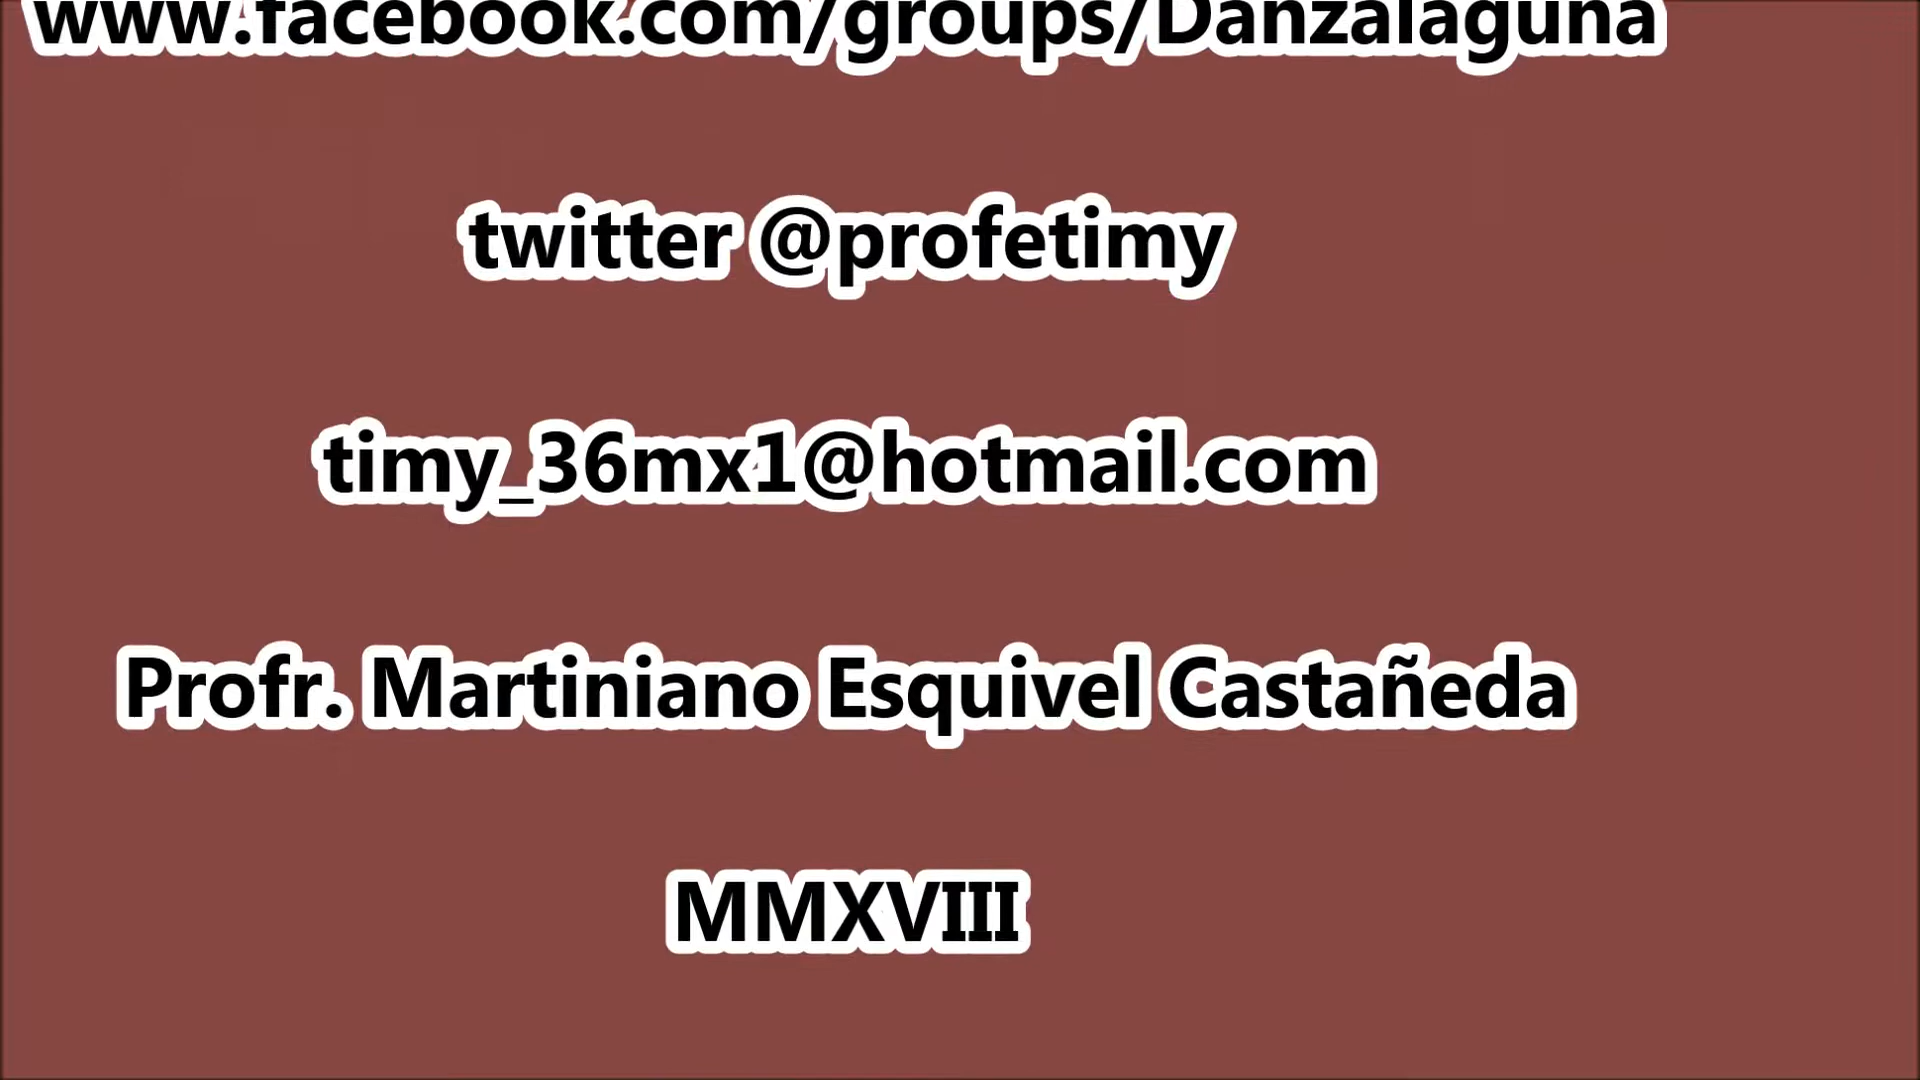 www.facebook.com/groups/Danzalaguna
twitter @profetimy
timy_36mx1@hotmail.com
Profr. Martiniano Esquivel Castañeda
MMXVIII